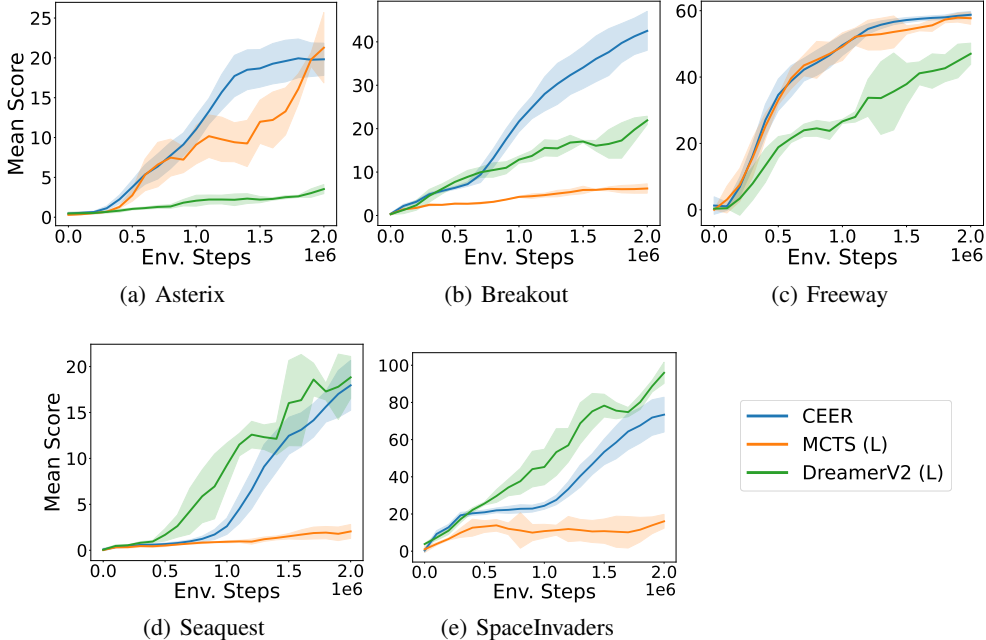 Mean Score
25
20
15
10
5
0
0.0 0.5 1.0 1.5 2.0
Env. Steps
1e6
(a) Asterix
40
30
20
10
0
0.0 0.5 1.0 1.5 2.0
Env. Steps
1e6
(b) Breakout
60
40
20
0
0.0 0.5 1.0 1.5 2.0
Env. Steps
1e6
(c) Freeway
Mean Score
20
15
10
5
0
0.0 0.5 1.0 1.5 2.0
Env. Steps
1e6
(d) Seaquest
100
80
60
40
20
0
0.0 0.5 1.0 1.5 2.0
Env. Steps
1e6
(e) SpaceInvaders
CEER
MCTS (L)
DreamerV2 (L)